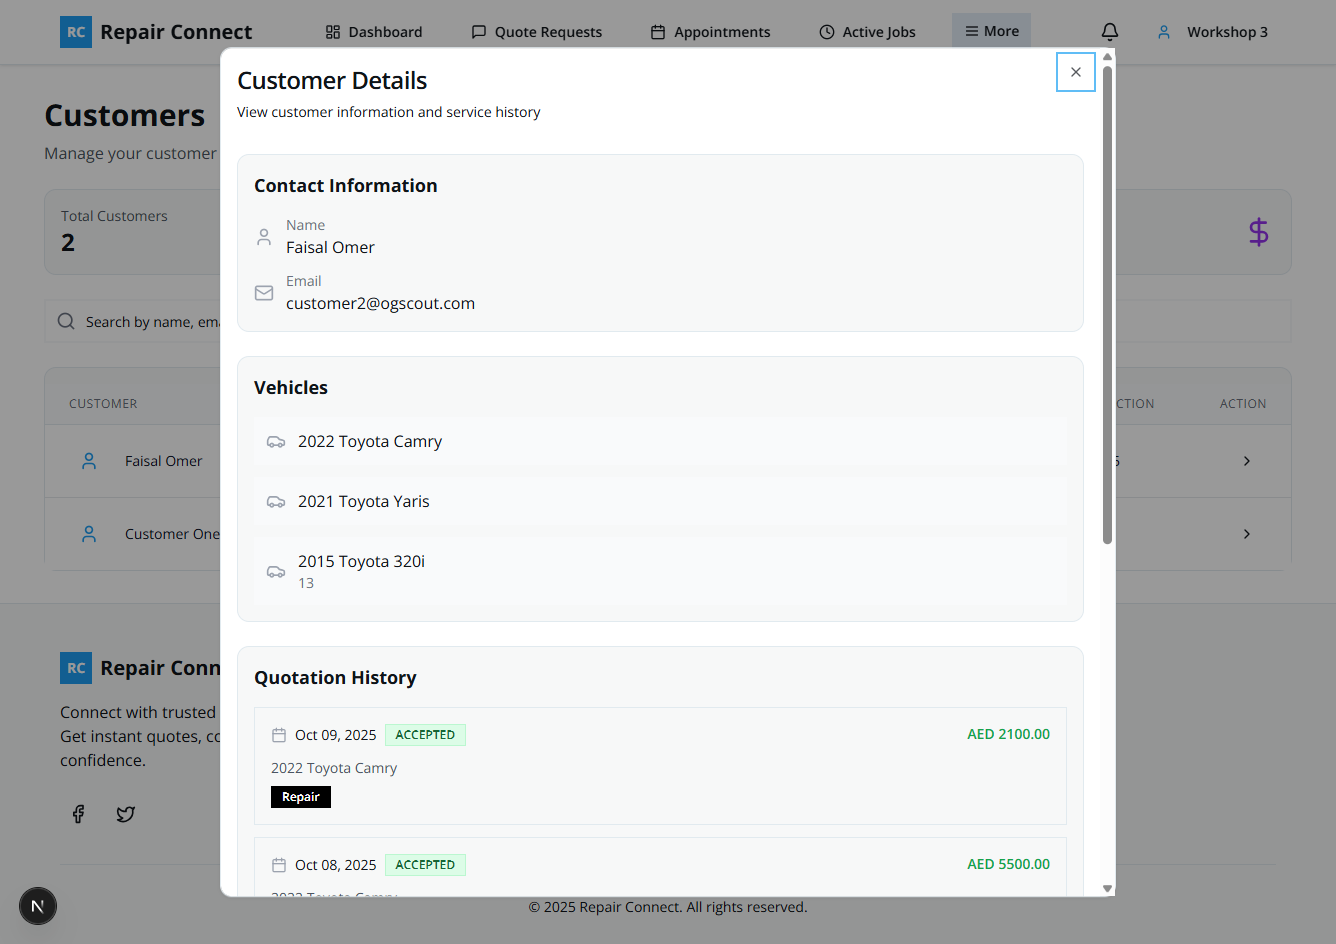 RC Repair Connect
Dashboard
Quote Requests
Appointments
Active Jobs
More
Workshop 3
Customers
Manage your customer
Total Customers
2
$
Search by name, ema
CUSTOMER
CTION
ACTION
Faisal Omer
Customer One
Customer Details
View customer information and service history
Contact Information
Name
Faisal Omer
Email
customer2@ogscout.com
Vehicles
2022 Toyota Camry
2021 Toyota Yaris
2015 Toyota 320i
13
Quotation History
Oct 09, 2025 ACCEPTED AED 2100.00
2022 Toyota Camry
Repair
Oct 08, 2025 ACCEPTED AED 5500.00
RC Repair Conn
Connect with trusted
Get instant quotes, co
confidence.
N
© 2025 Repair Connect. All rights reserved.